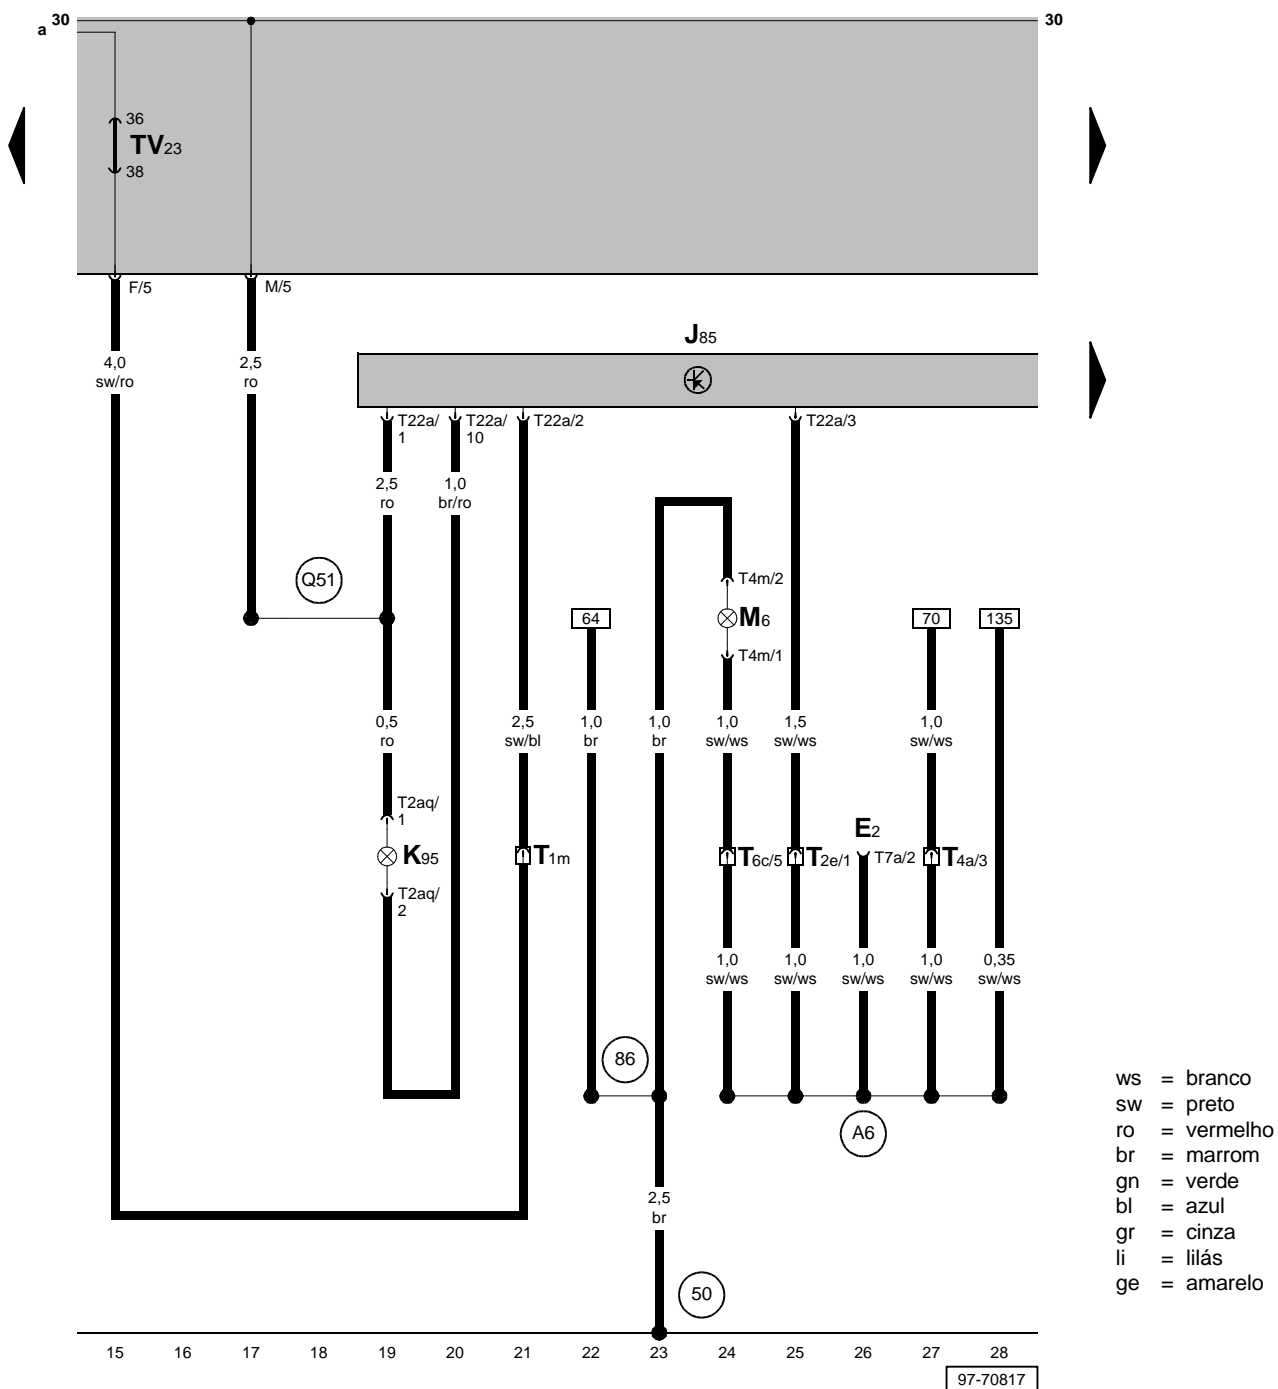 30
30
a
36
TV23
38
F/5
M/5
J85
4,0
sw/ro
2,5
ro
T22a/
1
T22a/
10
T22a/2
T22a/3
2,5
ro
1,0
br/ro
Q51
T4m/2
64
M6
70
135
T4m/1
0,5
ro
2,5
sw/bl
1,0
br
1,0
br
1,0
sw/ws
1,5
sw/ws
1,0
sw/ws
T2aq/
1
K95
T2aq/
2
T1m
T6c/5
T2e/1
E2
T7a/2
T4a/3
1,0
sw/ws
1,0
sw/ws
1,0
sw/ws
1,0
sw/ws
0,35
sw/ws
86
A6
ws = branco
sw = preto
ro = vermelho
br = marrom
gn = verde
bl = azul
gr = cinza
li = lilás
ge = amarelo
2,5
br
50
15 16 17 18 19 20 21 22 23 24 25 26 27 28
97-70817